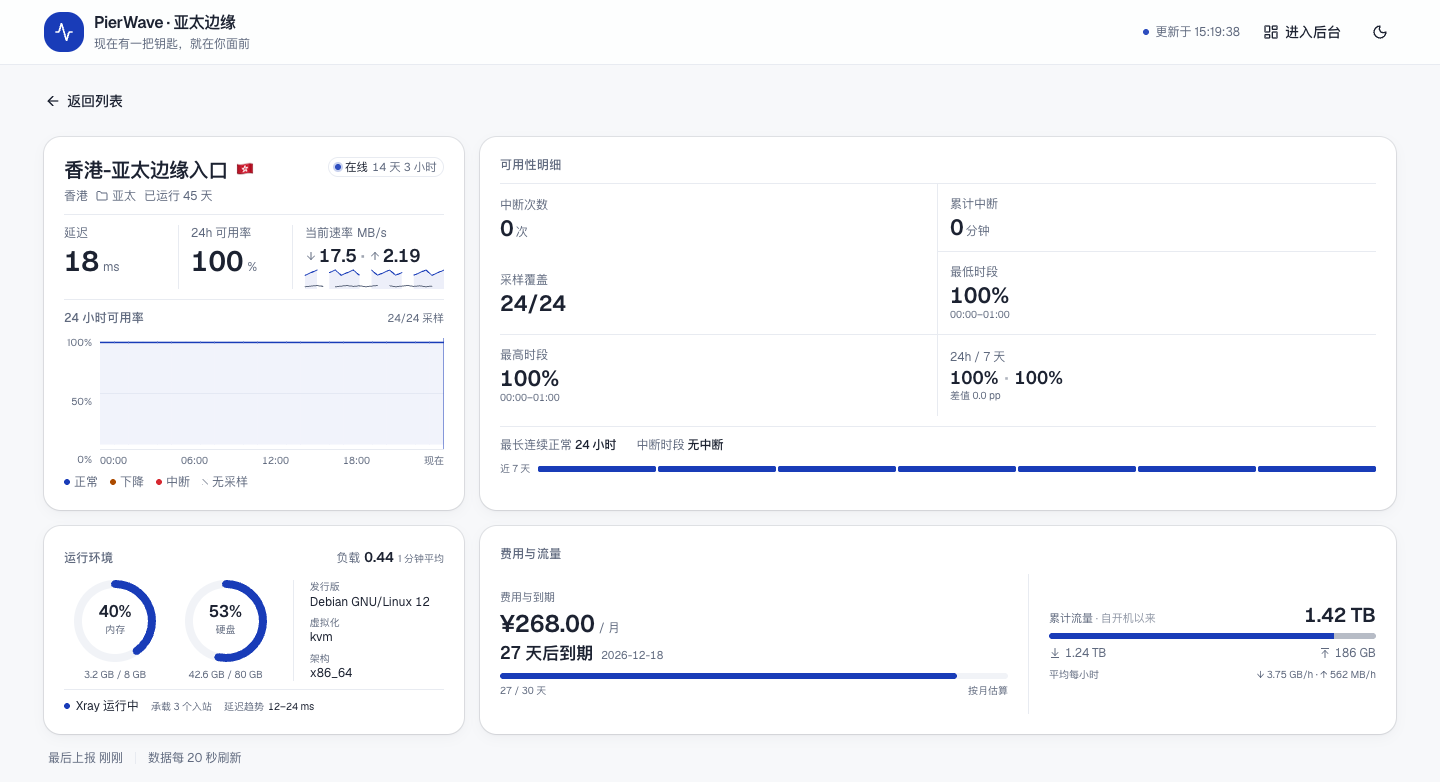 PierWave · 亚太边缘
现在有一把钥匙，就在你面前
更新于 15:19:38
进入后台
返回列表
香港-亚太边缘入口
在线 14 天 3 小时
香港 亚太 已运行 45 天
延迟
18 ms
24h 可用率
100 %
当前速率 MB/s
↓ 17.5 · ↑ 2.19
24 小时可用率
24/24 采样
100%
50%
0%
00:00 06:00 12:00 18:00 现在
正常 下降 中断 无采样
可用性明细
中断次数
0 次
累计中断
0 分钟
采样覆盖
24/24
最低时段
100%
00:00–01:00
最高时段
100%
00:00–01:00
24h / 7 天
100% · 100%
差值 0.0 pp
最长连续正常 24 小时 中断时段 无中断
近 7 天
运行环境
负载 0.44 1 分钟平均
40%
内存
3.2 GB / 8 GB
53%
硬盘
42.6 GB / 80 GB
发行版
Debian GNU/Linux 12
虚拟化
kvm
架构
x86_64
Xray 运行中 承载 3 个入站 延迟趋势 12–24 ms
费用与流量
费用与到期
¥268.00 / 月
27 天后到期 2026-12-18
27 / 30 天
按月估算
累计流量 · 自开机以来
1.42 TB
1.24 TB
186 GB
平均每小时
↓ 3.75 GB/h · ↑ 562 MB/h
最后上报 刚刚
数据每 20 秒刷新